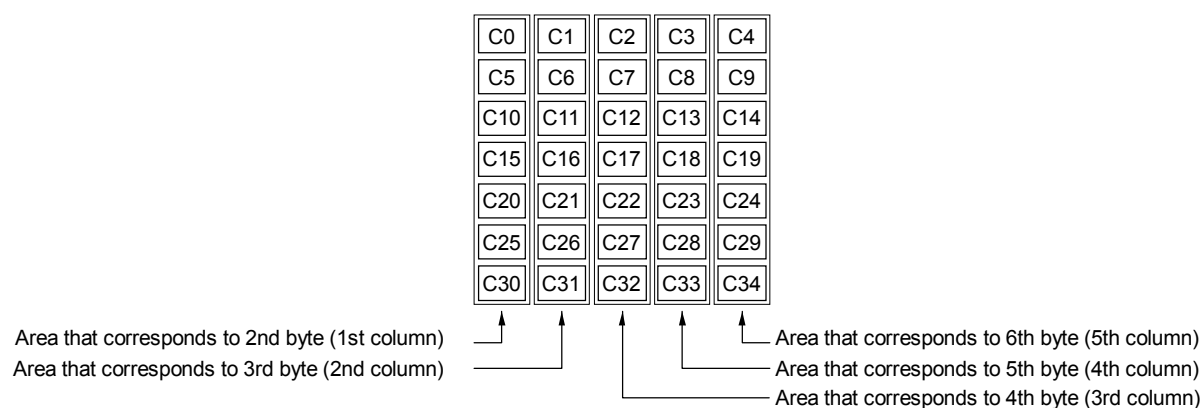 C0 C1 C2 C3 C4
C5 C6 C7 C8 C9
C10 C11 C12 C13 C14
C15 C16 C17 C18 C19
C20 C21 C22 C23 C24
C25 C26 C27 C28 C29
C30 C31 C32 C33 C34
Area that corresponds to 2nd byte (1st column)
Area that corresponds to 3rd byte (2nd column)
Area that corresponds to 6th byte (5th column)
Area that corresponds to 5th byte (4th column)
Area that corresponds to 4th byte (3rd column)